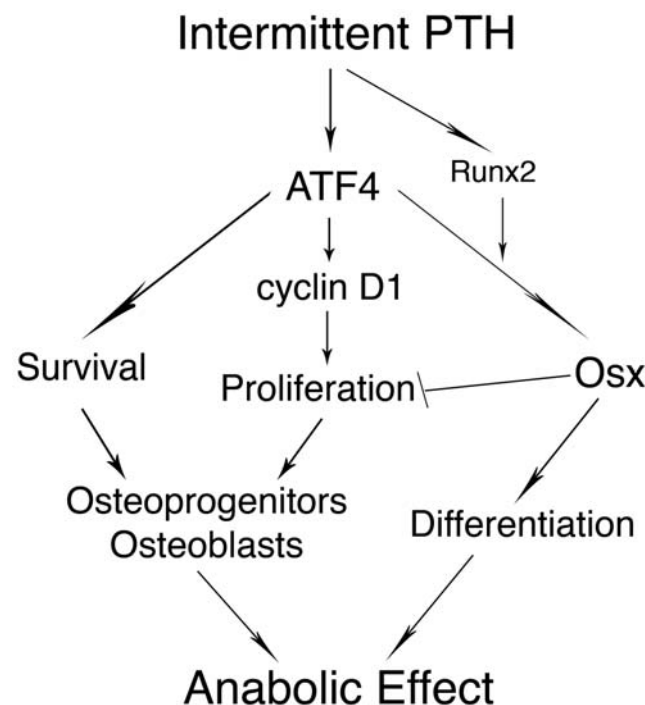 Intermittent PTH
Runx2
ATF4
cyclin D1
Survival
Proliferation
Osx
Osteoprogenitors
Osteoblasts
Differentiation
Anabolic Effect